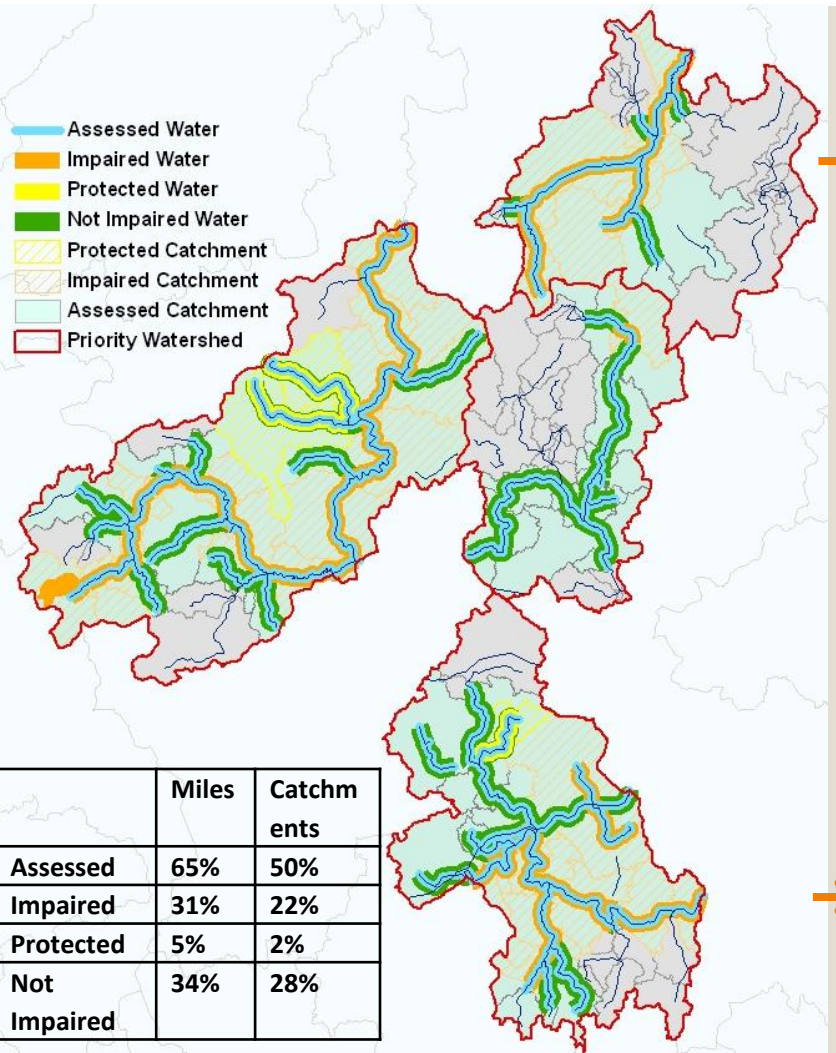 Assessed Water
Impaired Water
Protected Water
Not Impaired Water
Protected Catchment
Impaired Catchment
Assessed Catchment
Priority Watershed
Miles Catchm
ents
Assessed 65% 50%
Impaired 31% 22%
Protected 5% 2%
Not 34% 28%
Impaired